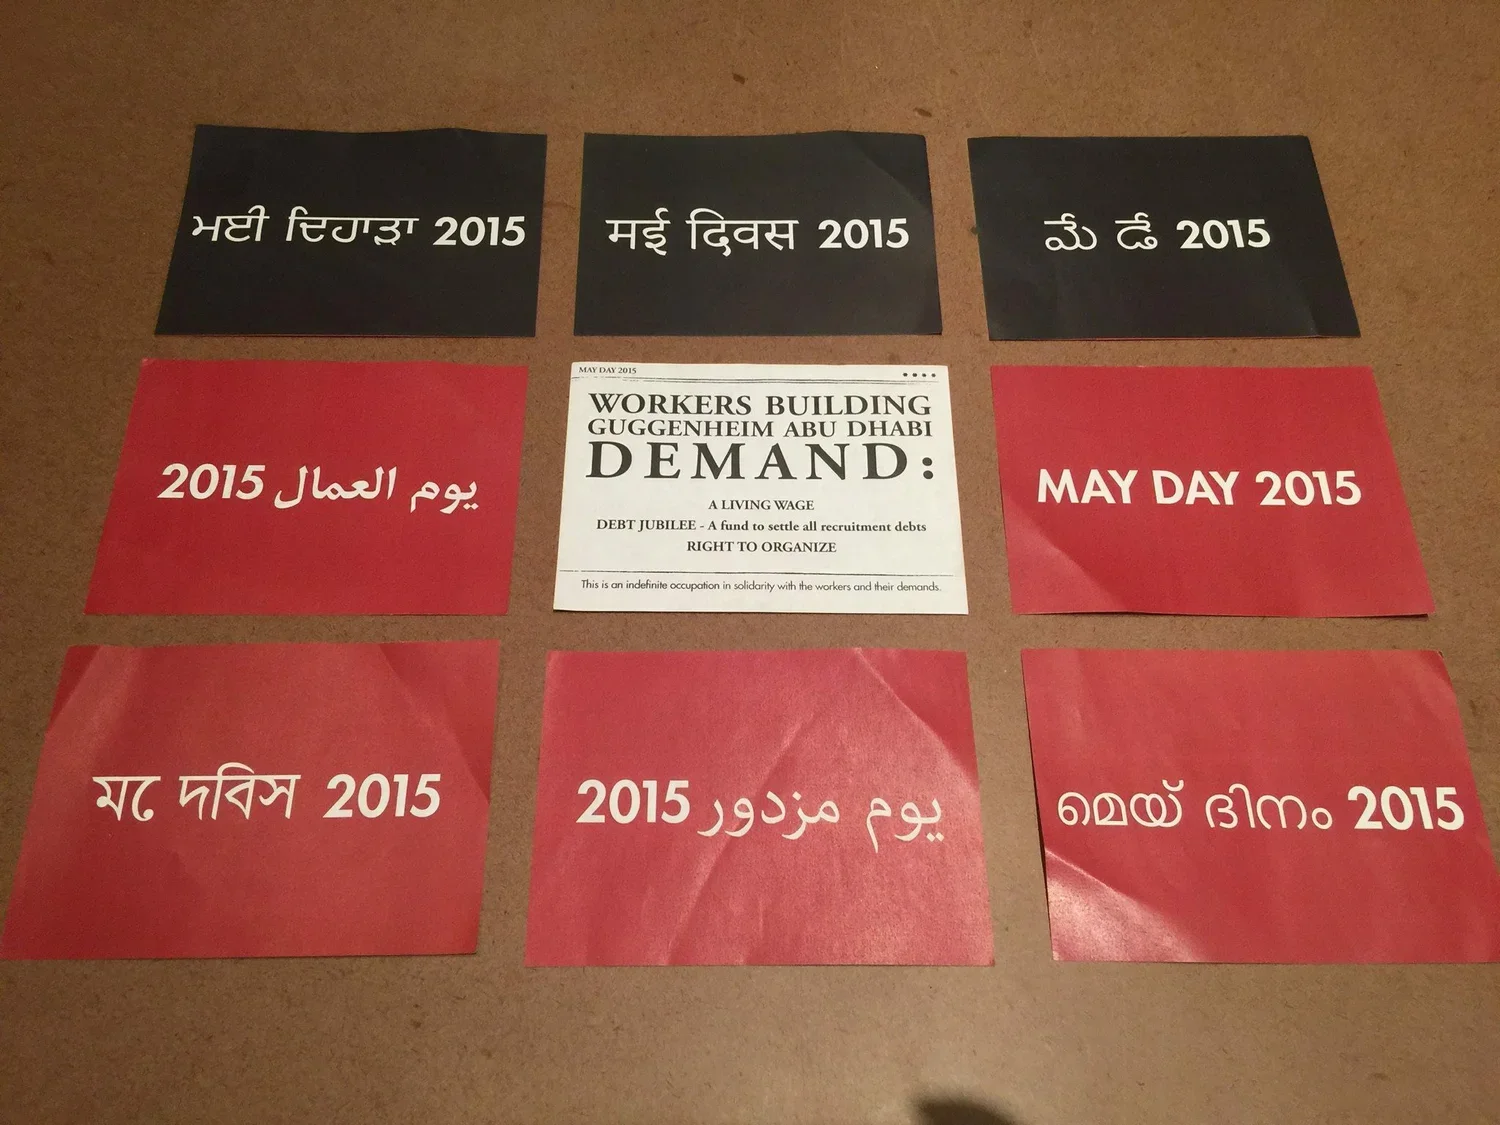 ਮਈ ਦਿਹਾੜਾ 2015
मई दिवस 2015
మే డే 2015
يوم العمال 2015
MAY DAY 2015
WORKERS BUILDING
GUGGENHEIM ABU DHABI
DEMAND:
A LIVING WAGE
DEBT JUBILEE - A fund to settle all recruitment debts
RIGHT TO ORGANIZE
This is an indefinite occupation in solidarity with the workers and their demands.
MAY DAY 2015
মে দবিস 2015
يوم مزدور 2015
മെയ് ദിനം 2015